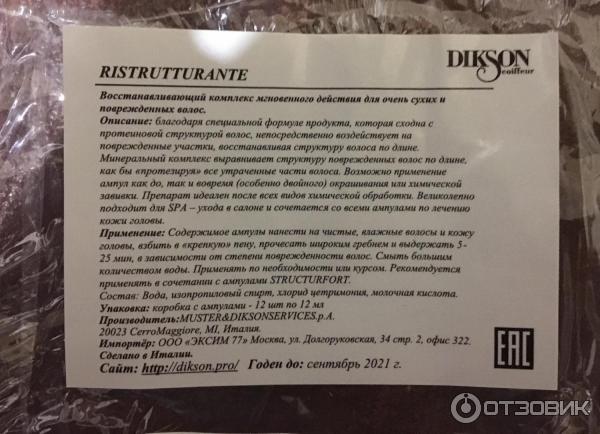 DIKSON
coiffeur
RISTRUTTURANTE
Восстанавливающий комплекс мгновенного действия для очень сухих и
поврежденных волос.
Описание: благодаря специальной формуле продукта, которая сходна с
протеиновой структурой волос, непосредственно воздействует на
поврежденные участки, восстанавливая структуру волоса по длине.
Минеральный комплекс выравнивает структуру поврежденных волос по длине,
как бы «протезируя» все утраченные части волоса. Возможно применение
ампул как до, так и вовремя (особенно двойного) окрашивания или химической
завивки. Препарат идеален после всех видов химической обработки. Великолепно
подходит для SPA – ухода в салоне и сочетается со всеми ампулами по лечению
кожи головы.
Применение: Содержимое ампулы нанести на чистые, влажные волосы и кожу
головы, взбить в «крепкую» пену, прочесать широким гребнем и выдержать 5-
25 мин, в зависимости от степени поврежденности волос. Смыть большим
количеством воды. Применять по необходимости или курсом. Рекомендуется
применять в сочетании с ампулами STRUCTURFORT.
Состав: Вода, изопропиловый спирт, хлорид цетримония, молочная кислота.
Упаковка: коробка с ампулами - 12 шт по 12 мл
Производитель:MUSTER&DIKSONSERVICES.p.A.
20023 CerroMaggiore, MI, Италия.
Импортёр: ООО «ЭКСИМ 77» Москва, ул. Долгоруковская, 34 стр. 2, офис 322.
Сделано в Италии.
Сайт: http://dikson.pro/ Годен до: сентябрь 2021 г.
EAC
ОТЗОВИК